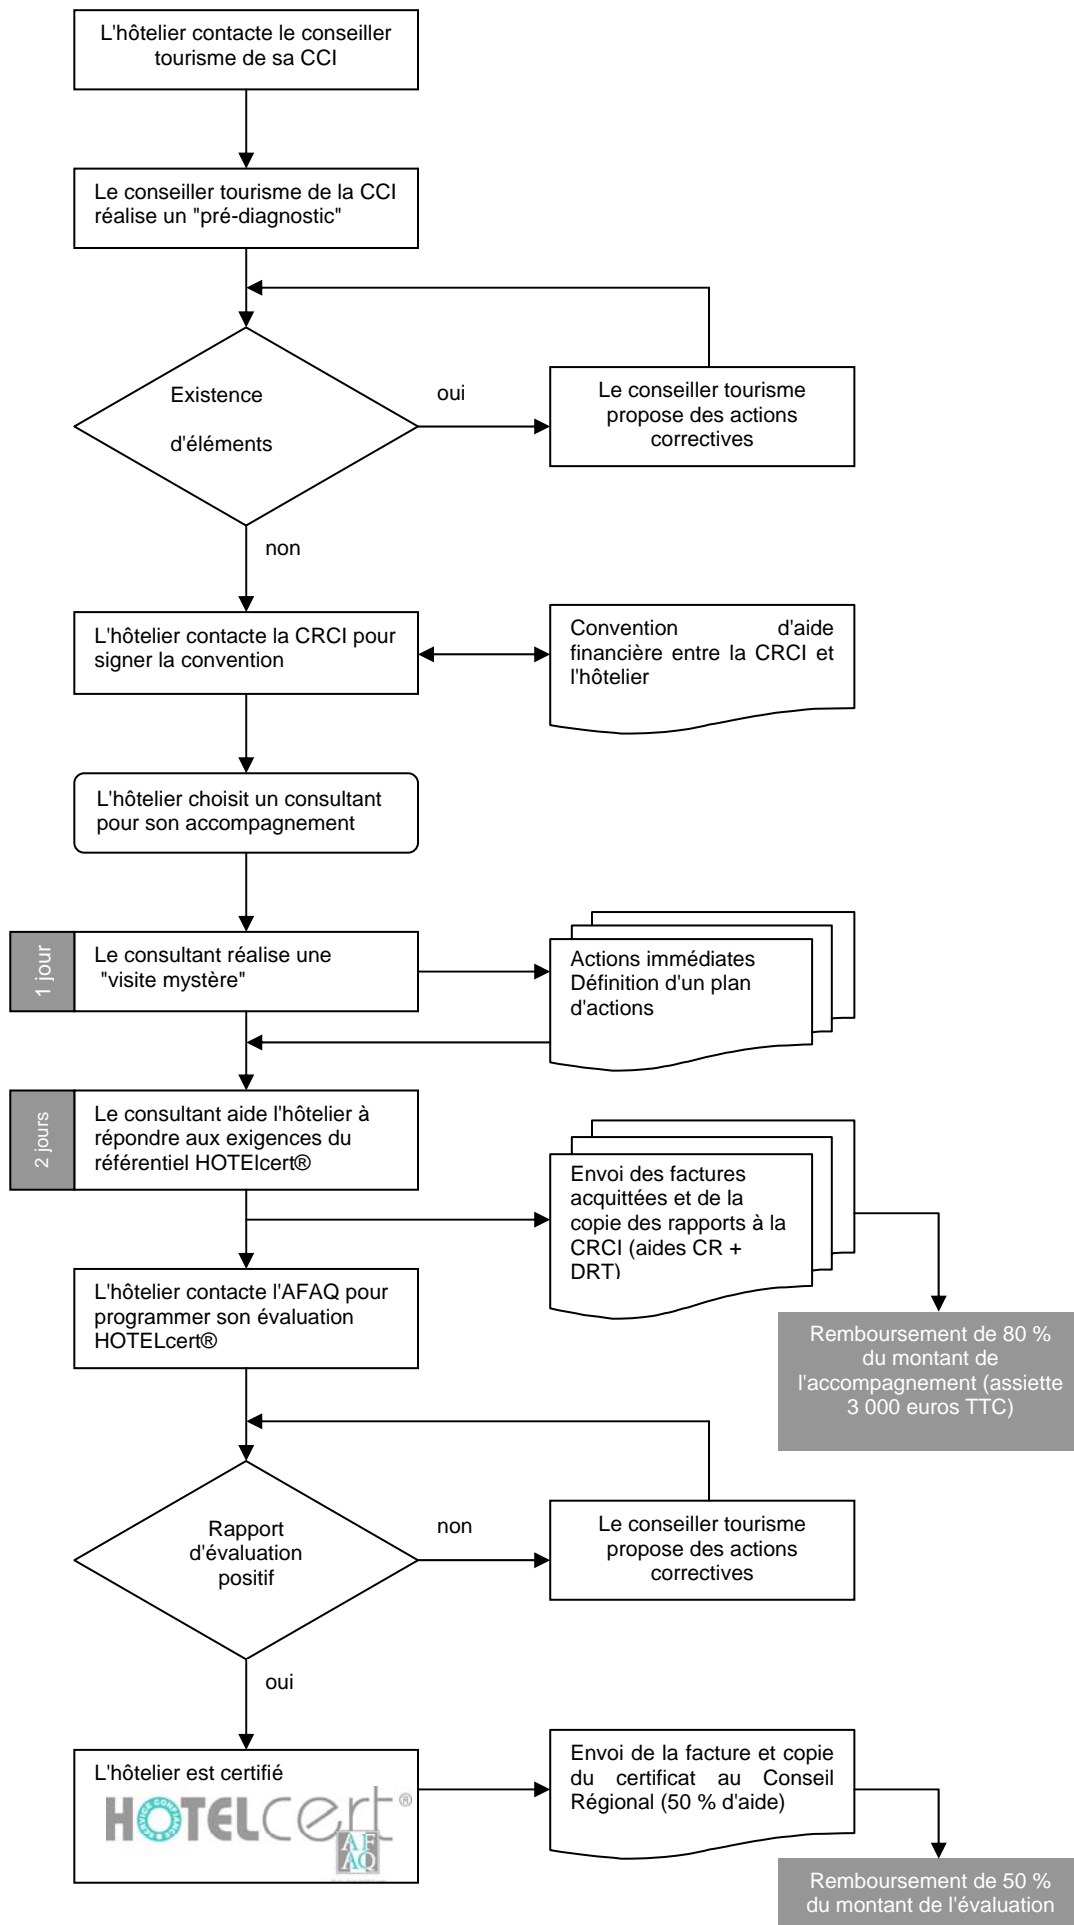 L'hôtelier contacte le conseiller
tourisme de sa CCI
Le conseiller tourisme de la CCI
réalise un "pré-diagnostic"
Existence
d'éléments
oui
Le conseiller tourisme
propose des actions
correctives
non
L'hôtelier contacte la CRCI pour
signer la convention
Convention d'aide
financière entre la CRCI et
l'hôtelier
L'hôtelier choisit un consultant
pour son accompagnement
1 jour
Le consultant réalise une
"visite mystère"
Actions immédiates
Définition d'un plan
d'actions
2 jours
Le consultant aide l'hôtelier à
répondre aux exigences du
référentiel HOTElcert®
Envoi des factures
acquittées et de la
copie des rapports à la
CRCI (aides CR +
DRT)
L'hôtelier contacte l'AFAQ pour
programmer son évaluation
HOTELcert®
Remboursement de 80 %
du montant de
l'accompagnement (assiette
3 000 euros TTC)
Rapport
d'évaluation
positif
non
Le conseiller tourisme
propose des actions
correctives
oui
L'hôtelier est certifié
HOTELcert®
SERVICE CONFIANCE
AF
AQ
Envoi de la facture et copie
du certificat au Conseil
Régional (50 % d'aide)
Remboursement de 50 %
du montant de l'évaluation